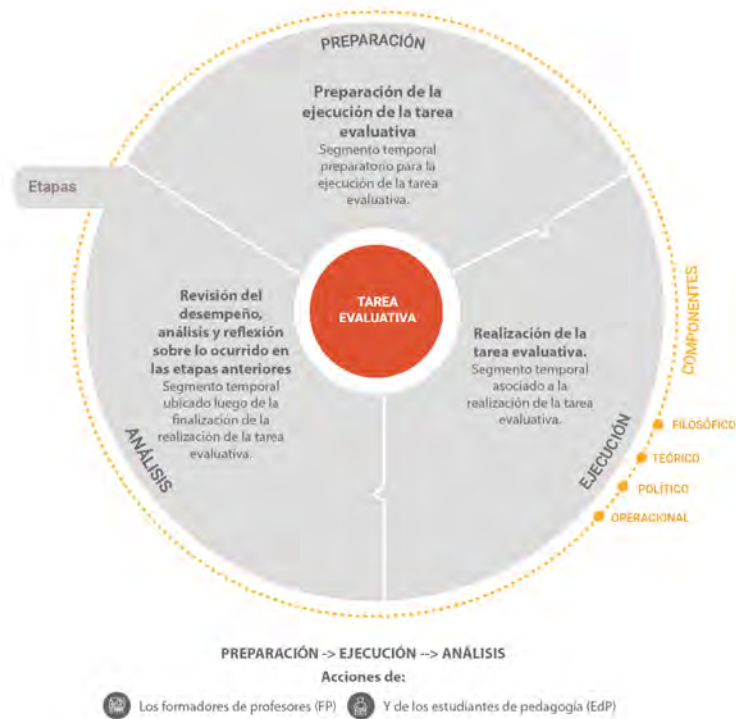 PREPARACIÓN
Preparación de la
ejecución de la tarea
evaluativa
Segmento temporal
preparatorio para la
ejecución de la tarea
evaluativa.
Etapas
TAREA
EVALUATIVA
Revisión del
desempeño,
análisis y reflexión
sobre lo ocurrido en
las etapas anteriores
Segmento temporal
ubicado luego de la
finalización de la
realización de la tarea
evaluativa.
ANÁLISIS
Realización de la
tarea evaluativa.
Segmento temporal
asociado a la
realización de la tarea
evaluativa.
EJECUCIÓN
COMPONENTES
FILOSÓFICO
TEÓRICO
POLÍTICO
OPERACIONAL
PREPARACIÓN -> EJECUCIÓN --> ANÁLISIS
Acciones de:
Los formadores de profesores (FP) Y de los estudiantes de pedagogía (EdP)